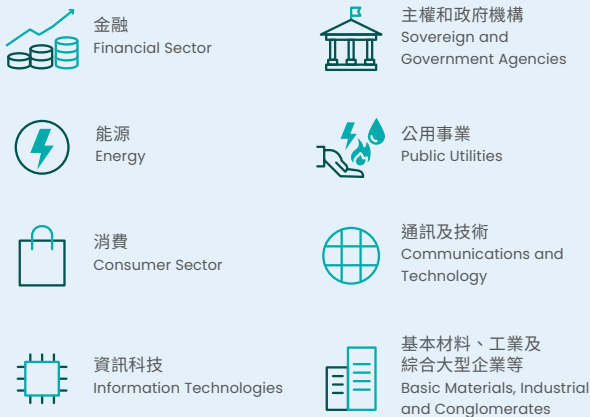 金融
Financial Sector
主權和政府機構
Sovereign and
Government Agencies
能源
Energy
公用事業
Public Utilities
消費
Consumer Sector
通訊及技術
Communications and
Technology
資訊科技
Information Technologies
基本材料、工業及
綜合大型企業等
Basic Materials, Industrial
and Conglomerates